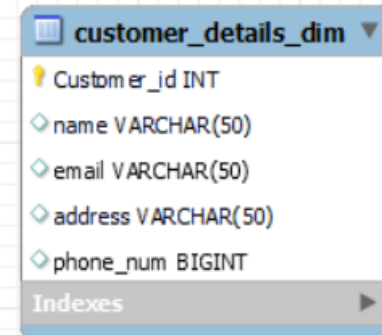 customer_details_dim
Customer_id INT
name VARCHAR(50)
email VARCHAR(50)
address VARCHAR(50)
phone_num BIGINT
Indexes